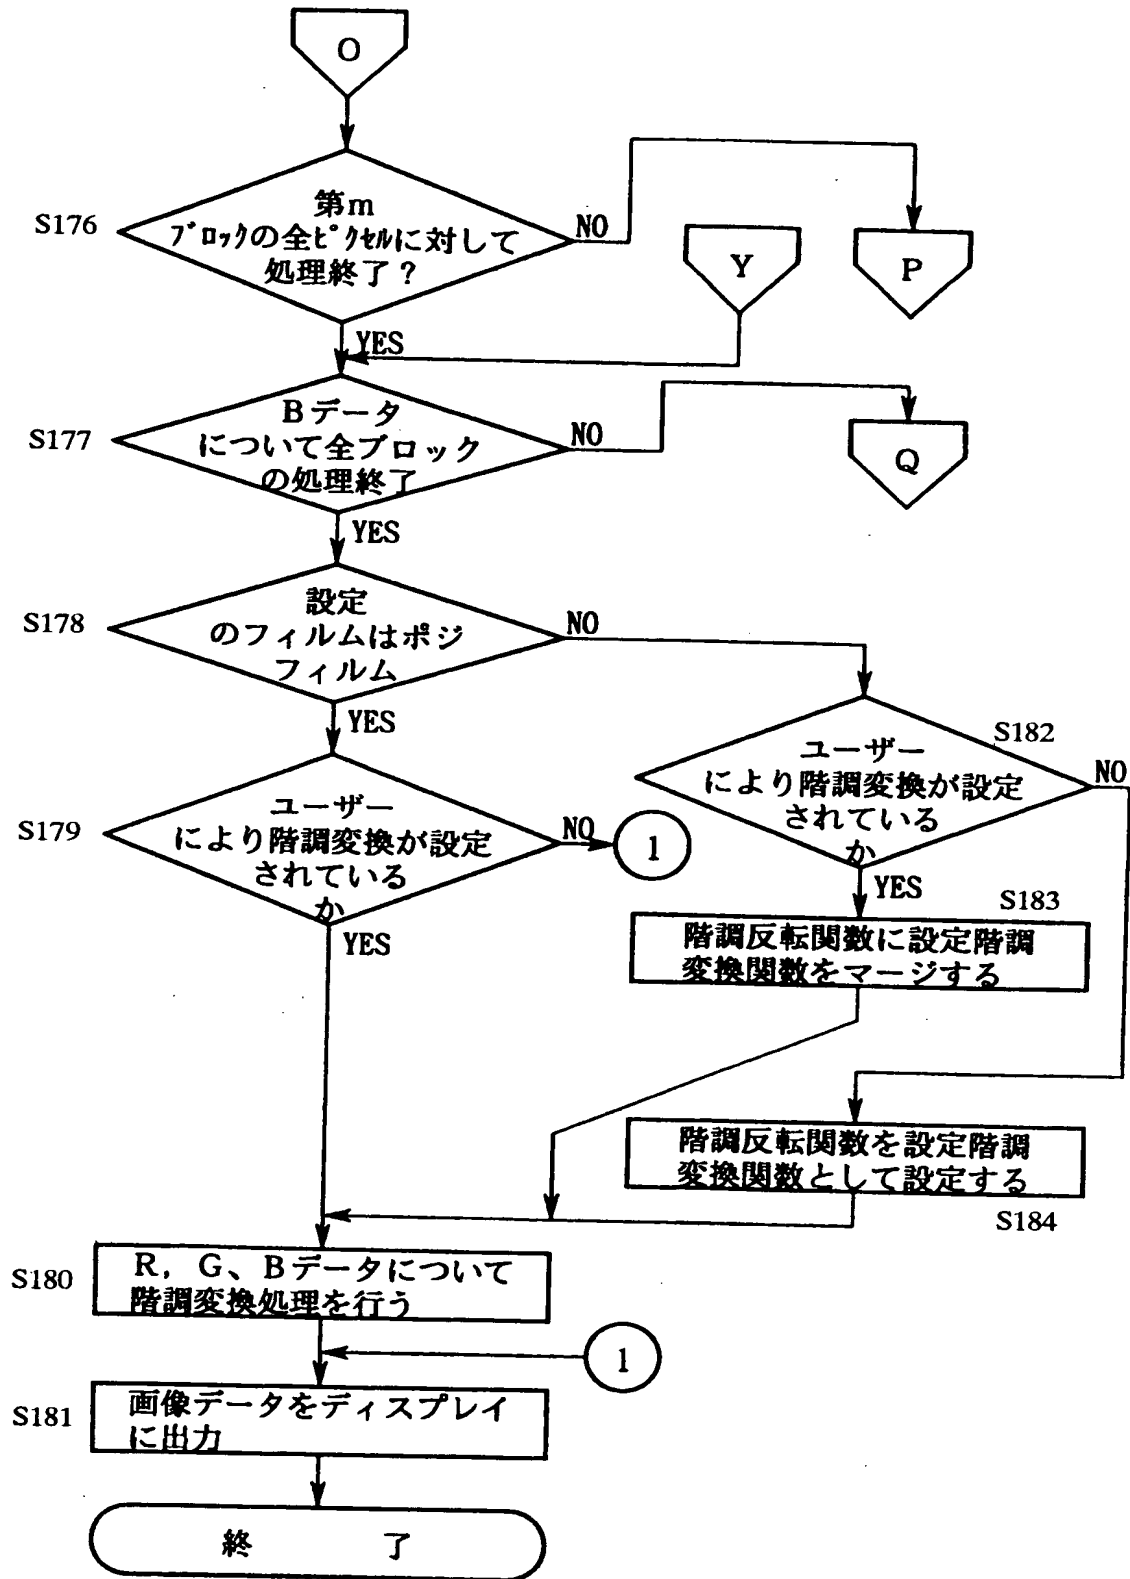 O
S176
第m
ブロックの全ピクセルに対して
処理終了？
NO
Y
P
YES
S177
Bデータ
について全ブロック
の処理終了
NO
Q
YES
S178
設定
のフィルムはポジ
フィルム
NO
YES
S182
ユーザー
により階調変換が設定
されている
か
NO
S179
ユーザー
により階調変換が設定
されている
か
NO
1
YES
YES
S183
階調反転関数に設定階調
変換関数をマージする
階調反転関数を設定階調
変換関数として設定する
S184
S180
R，G、Bデータについて
階調変換処理を行う
1
S181
画像データをディスプレイ
に出力
終 了